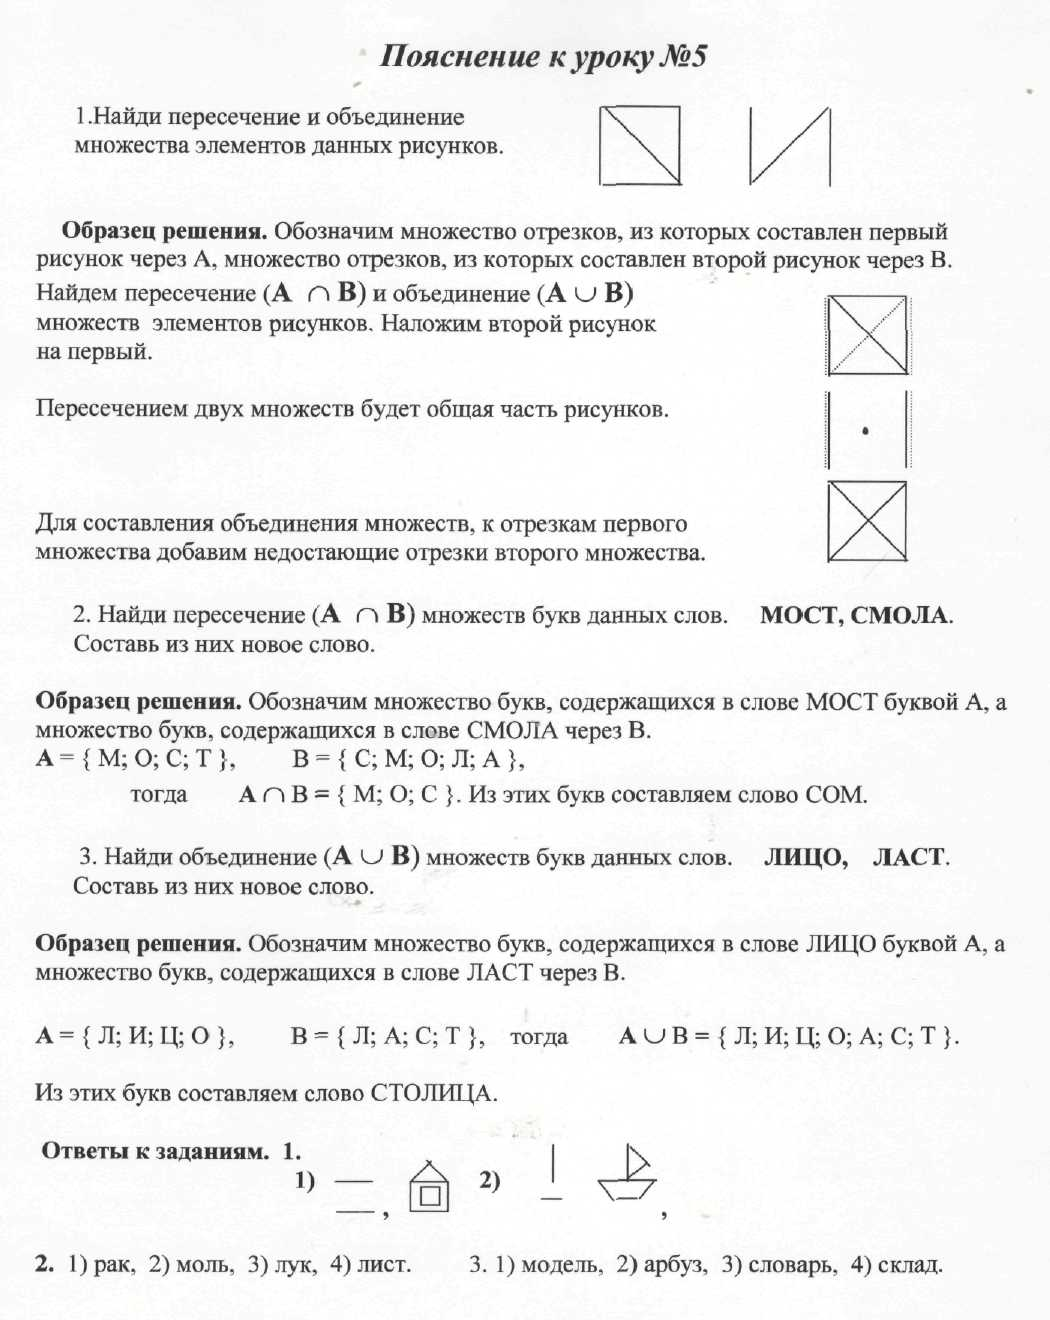 Пояснение к уроку №5
1.Найди пересечение и объединение
множества элементов данных рисунков.
Образец решения. Обозначим множество отрезков, из которых составлен первый
рисунок через А, множество отрезков, из которых составлен второй рисунок через В.
Найдем пересечение (А ∩ В) и объединение (А ∪ В)
множеств элементов рисунков. Наложим второй рисунок
на первый.
Пересечением двух множеств будет общая часть рисунков.
Для составления объединения множеств, к отрезкам первого
множества добавим недостающие отрезки второго множества.
2. Найди пересечение (А ∩ В) множеств букв данных слов. МОСТ, СМОЛА.
Составь из них новое слово.
Образец решения. Обозначим множество букв, содержащихся в слове МОСТ буквой А, а
множество букв, содержащихся в слове СМОЛА через В.
А = { М; О; С; Т }, В = { С; М; О; Л; А },
тогда А ∩ В = { М; О; С }. Из этих букв составляем слово СОМ.
3. Найди объединение (А ∪ В) множеств букв данных слов. ЛИЦО, ЛАСТ.
Составь из них новое слово.
Образец решения. Обозначим множество букв, содержащихся в слове ЛИЦО буквой А, а
множество букв, содержащихся в слове ЛАСТ через В.
А = { Л; И; Ц; О }, В = { Л; А; С; Т }, тогда А ∪ В = { Л; И; Ц; О; А; С; Т }.
Из этих букв составляем слово СТОЛИЦА.
Ответы к заданиям. 1.
1) , 2) ,
2. 1) рак, 2) моль, 3) лук, 4) лист. 3. 1) модель, 2) арбуз, 3) словарь, 4) склад.